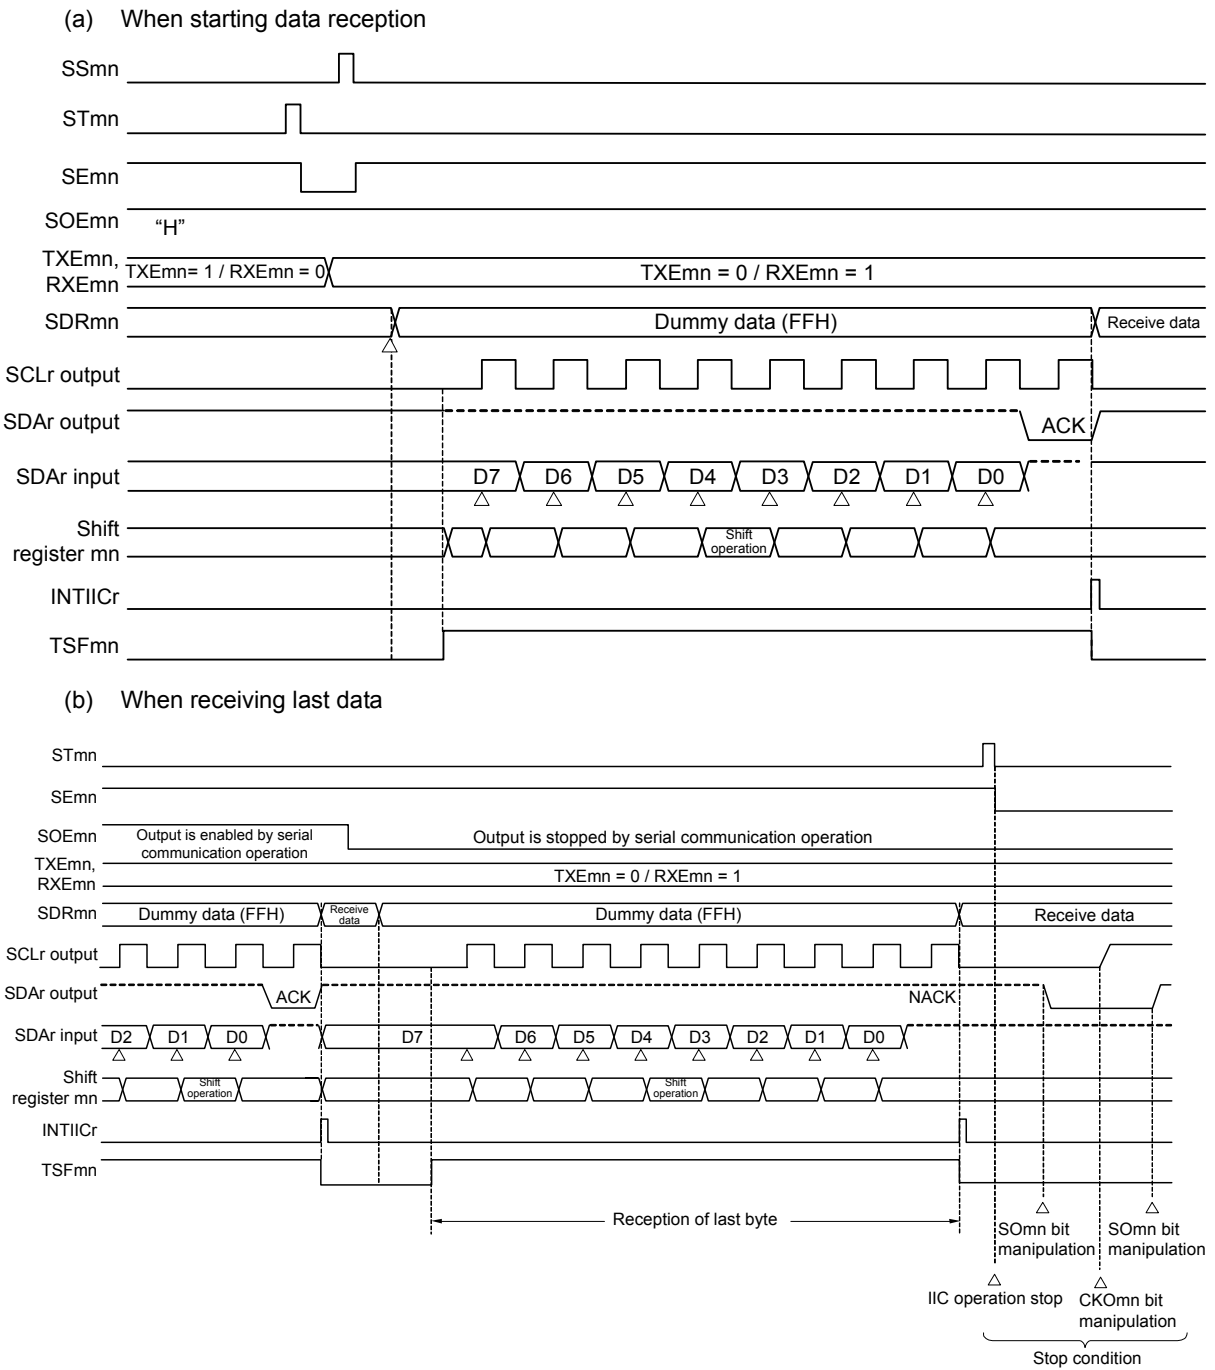 (a) When starting data reception
SSmn
STmn
SEmn
SOEmn “H”
TXEmn,
RXEmn
TXEmn= 1 / RXEmn = 0 TXEmn = 0 / RXEmn = 1
SDRmn Dummy data (FFH) Receive data
SCLr output
SDAr output ACK
SDAr input D7 D6 D5 D4 D3 D2 D1 D0
Shift
register mn
Shift
operation
INTIICr
TSFmn
(b) When receiving last data
STmn
SEmn
SOEmn
Output is enabled by serial
communication operation
Output is stopped by serial communication operation
TXEmn,
RXEmn
TXEmn = 0 / RXEmn = 1
SDRmn Dummy data (FFH)
Receive
data
Dummy data (FFH) Receive data
SCLr output
SDAr output ACK NACK
SDAr input D2 D1 D0 D7 D6 D5 D4 D3 D2 D1 D0
Shift
register mn
Shift
operation
Shift
operation
INTIICr
TSFmn
Reception of last byte
SOmn bit
manipulation
SOmn bit
manipulation
IIC operation stop
CKOmn bit
manipulation
Stop condition